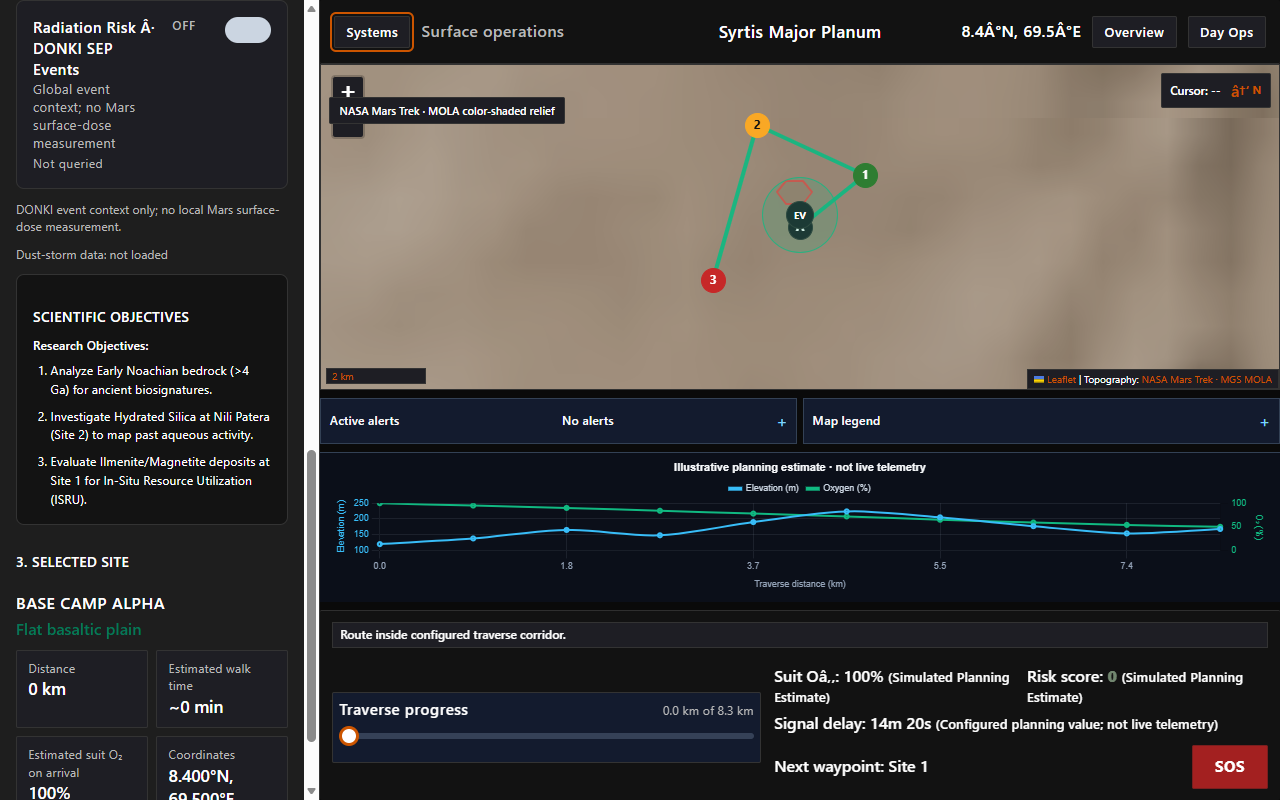 Radiation Risk Â·
DONKI SEP
Events
OFF
Global event
context; no Mars
surface-dose
measurement
Not queried
DONKI event context only; no local Mars surface-
dose measurement.
Dust-storm data: not loaded
SCIENTIFIC OBJECTIVES
Research Objectives:
1. Analyze Early Noachian bedrock (>4
Ga) for ancient biosignatures.
2. Investigate Hydrated Silica at Nili Patera
(Site 2) to map past aqueous activity.
3. Evaluate Ilmenite/Magnetite deposits at
Site 1 for In-Situ Resource Utilization
(ISRU).
3. SELECTED SITE
BASE CAMP ALPHA
Flat basaltic plain
Distance
0 km
Estimated walk
time
~0 min
Estimated suit O₂
on arrival
100%
Coordinates
8.400°N,
69.500°E
Systems
Surface operations
Syrtis Major Planum
8.4Â°N, 69.5Â°E
Overview
Day Ops
+
NASA Mars Trek · MOLA color-shaded relief
Cursor: -- â†' N
2
1
EV
3
2 km
Leaflet | Topography: NASA Mars Trek · MGS MOLA
Active alerts
No alerts
+
Map legend
+
Illustrative planning estimate · not live telemetry
Elevation (m)
Oxygen (%)
Elevation (m)
250
200
150
100
100
50
0
O₂ (%)
0.0
1.8
3.7
5.5
7.4
Traverse distance (km)
Route inside configured traverse corridor.
Traverse progress
0.0 km of 8.3 km
Suit Oâ‚‚: 100% (Simulated Planning
Estimate)
Risk score: 0 (Simulated Planning
Estimate)
Signal delay: 14m 20s (Configured planning value; not live telemetry)
Next waypoint: Site 1
SOS